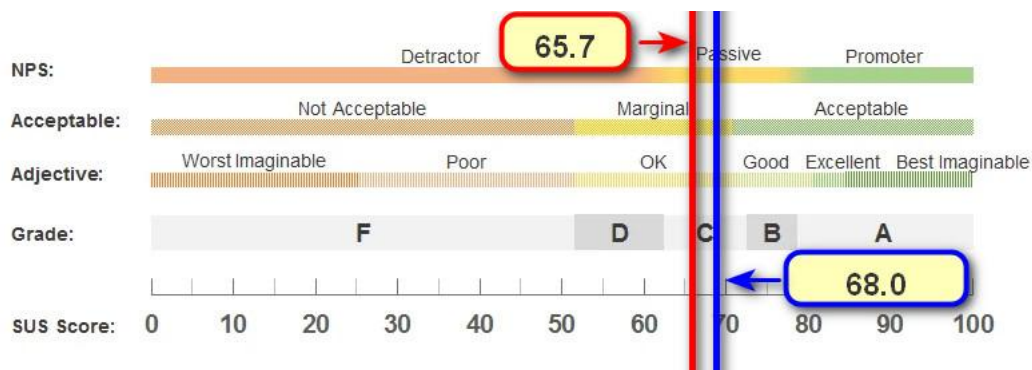 65.7
NPS: Detractor Passive Promoter
Acceptable: Not Acceptable Marginal Acceptable
Adjective: Worst Imaginable Poor OK Good Excellent Best Imaginable
Grade: F D C B A
68.0
SUS Score: 0 10 20 30 40 50 60 70 80 90 100